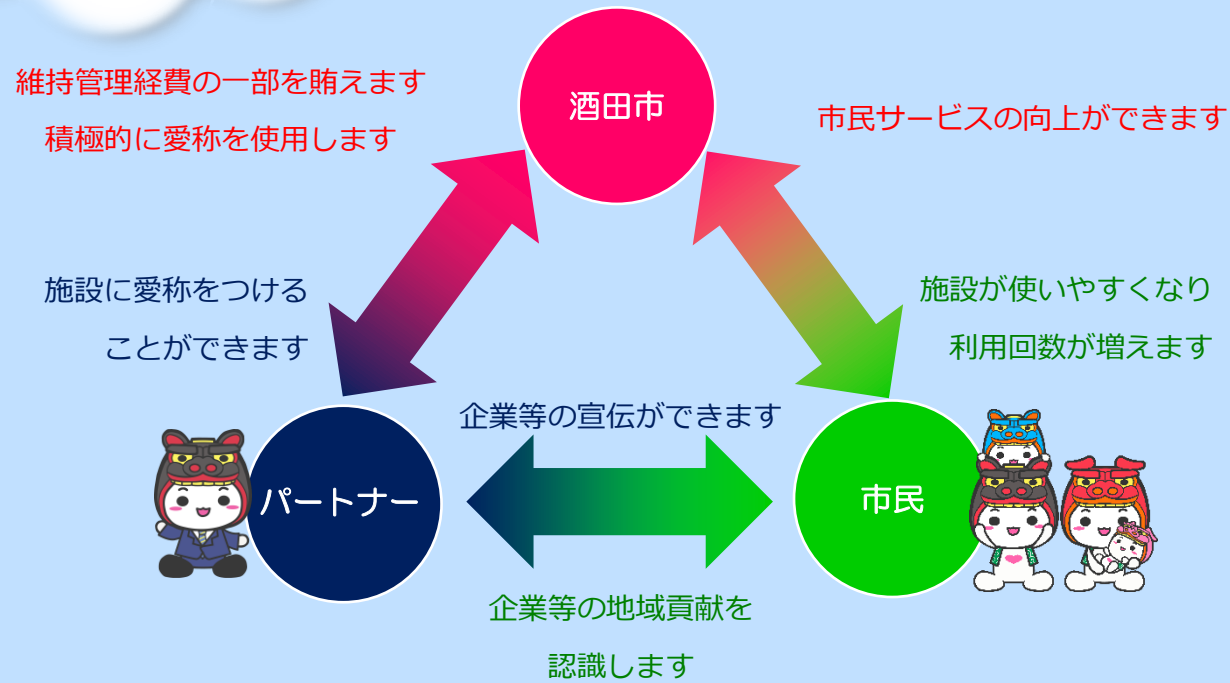 酒田市
維持管理経費の一部を賄えます
積極的に愛称を使用します
市民サービスの向上ができます
施設に愛称をつける
ことができます
施設が使いやすくなり
利用回数が増えます
企業等の宣伝ができます
パートナー
市民
企業等の地域貢献を
認識します